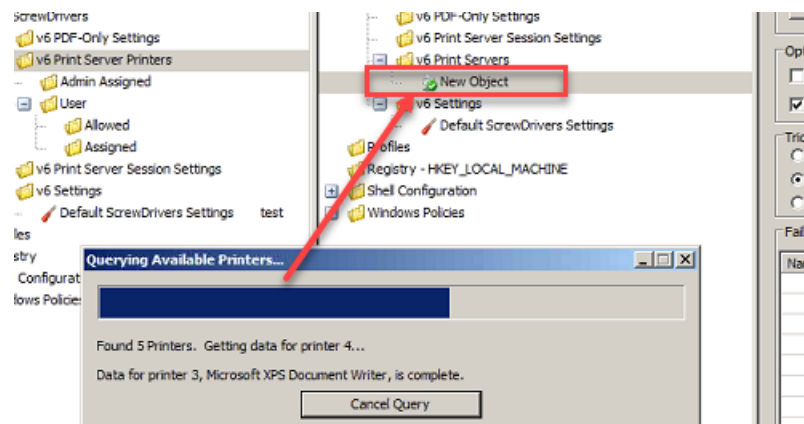 ScrewDrivers
v6 PDF-Only Settings
v6 Print Server Printers
Admin Assigned
User
Allowed
Assigned
v6 Print Server Session Settings
v6 Settings
Default ScrewDrivers Settings test
les
stry
Configurat
dows Policies
v6 PDF-Only Settings
v6 Print Server Session Settings
v6 Print Servers
New Object
v6 Settings
Default ScrewDrivers Settings
Profiles
Registry - HKEY_LOCAL_MACHINE
Shell Configuration
Windows Policies
Opt
Fail
Na
Querying Available Printers...
Found 5 Printers. Getting data for printer 4...
Data for printer 3, Microsoft XPS Document Writer, is complete.
Cancel Query